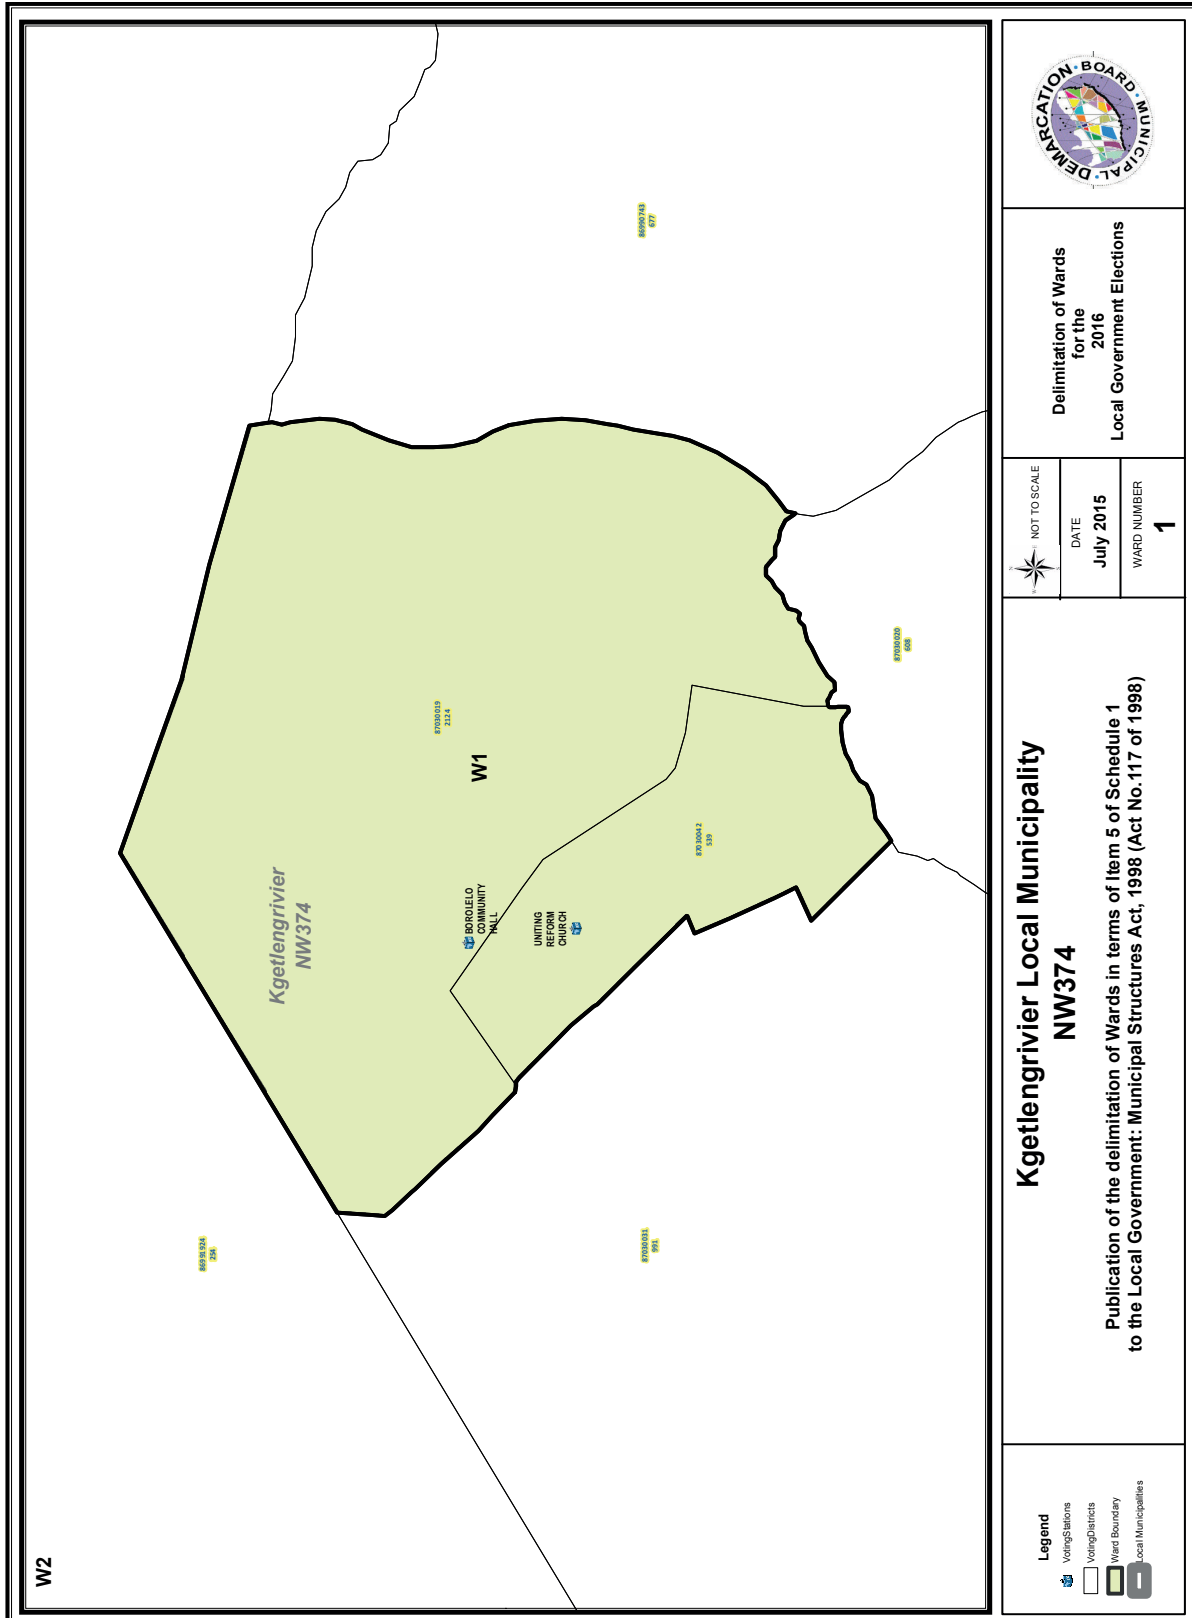 W2
86991924
254
Kgetlengrivier
NW374
87030019
2124
W1
BOROLELO
COMMUNITY
HALL
UNITING
REFORM
CHURCH
87030042
539
86990743
677
87030031
991
87030020
608
Legend
VotingStations
VotingDistricts
Ward Boundary
Local Municipalities
Kgetlengrivier Local Municipality
NW374
Publication of the delimitation of Wards in terms of Item 5 of Schedule 1
to the Local Government: Municipal Structures Act, 1998 (Act No.117 of 1998)
NOT TO SCALE
DATE
July 2015
WARD NUMBER
1
Delimitation of Wards
for the
2016
Local Government Elections
MUNICIPAL • DEMARCATION • BOARD •